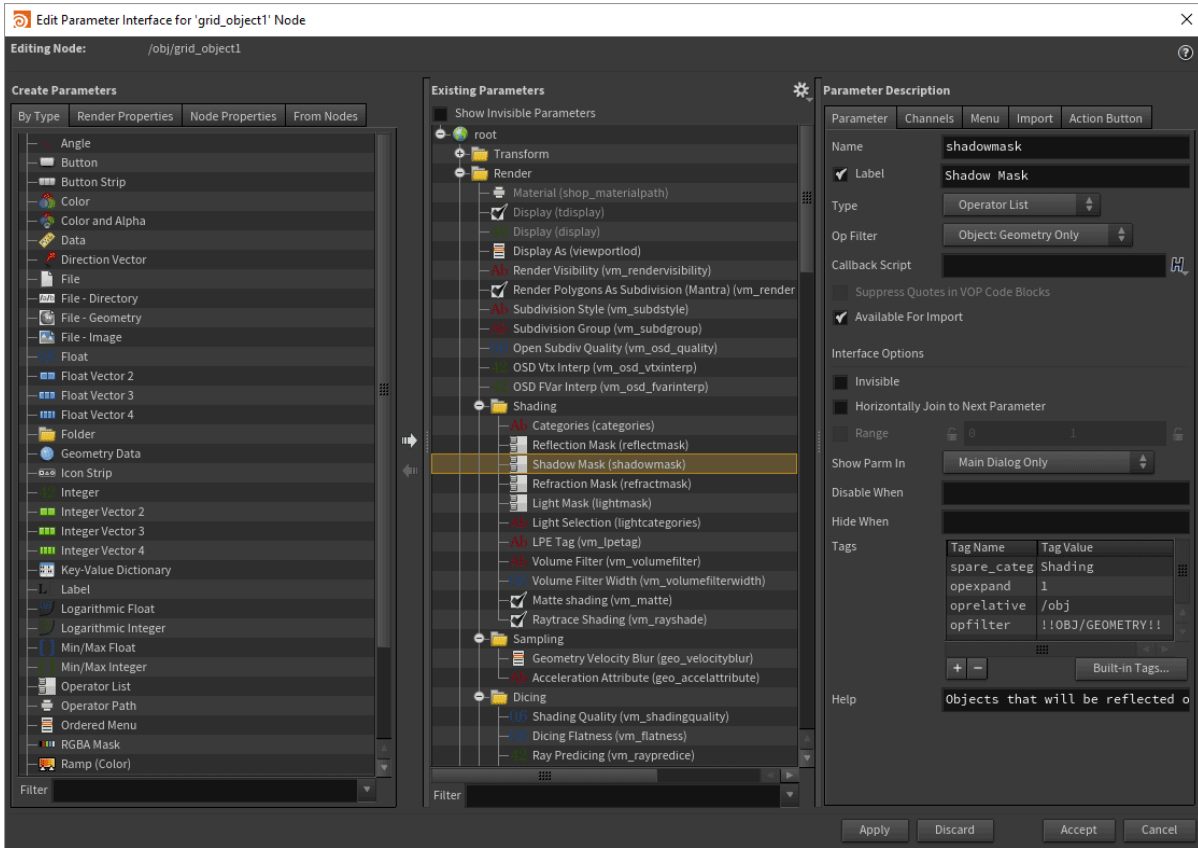 Edit Parameter Interface for 'grid_object1' Node
Editing Node: /obj/grid_object1
Create Parameters
By Type Render Properties Node Properties From Nodes
Angle
Button
Button Strip
Color
Color and Alpha
Data
Direction Vector
File
File - Directory
File - Geometry
File - Image
Float
Float Vector 2
Float Vector 3
Float Vector 4
Folder
Geometry Data
Icon Strip
Integer
Integer Vector 2
Integer Vector 3
Integer Vector 4
Key-Value Dictionary
Label
Logarithmic Float
Logarithmic Integer
Min/Max Float
Min/Max Integer
Operator List
Operator Path
Ordered Menu
RGBA Mask
Ramp (Color)
Filter
Existing Parameters
Show Invisible Parameters
root
Transform
Render
Material (shop_materialpath)
Display (tdisplay)
Display (display)
Display As (viewportlod)
Render Visibility (vm_rendervisibility)
Render Polygons As Subdivision (Mantra) (vm_render
Subdivision Style (vm_subdstyle)
Subdivision Group (vm_subdgroup)
Open Subdiv Quality (vm_osd_quality)
OSD Vtx Interp (vm_osd_vtxinterp)
OSD FVar Interp (vm_osd_fvarinterp)
Shading
Categories (categories)
Reflection Mask (reflectmask)
Shadow Mask (shadowmask)
Refraction Mask (refractmask)
Light Mask (lightmask)
Light Selection (lightcategories)
LPE Tag (vm_lpetag)
Volume Filter (vm_volumefilter)
Volume Filter Width (vm_volumefilterwidth)
Matte shading (vm_matte)
Raytrace Shading (vm_rayshade)
Sampling
Geometry Velocity Blur (geo_velocityblur)
Acceleration Attribute (geo_accelattribute)
Dicing
Shading Quality (vm_shadingquality)
Dicing Flatness (vm_flatness)
Ray Predicing (vm_raypredice)
Filter
Parameter Description
Parameter Channels Menu Import Action Button
Name shadowmask
Label Shadow Mask
Type Operator List
Op Filter Object: Geometry Only
Callback Script
Suppress Quotes in VOP Code Blocks
Available For Import
Interface Options
Invisible
Horizontally Join to Next Parameter
Range 0 1
Show Parm In Main Dialog Only
Disable When
Hide When
Tags
Tag Name Tag Value
spare_categ Shading
opexpand 1
oprelative /obj
opfilter !!OBJ/GEOMETRY!!
+ - Built-in Tags...
Help Objects that will be reflected o
Apply Discard Accept Cancel